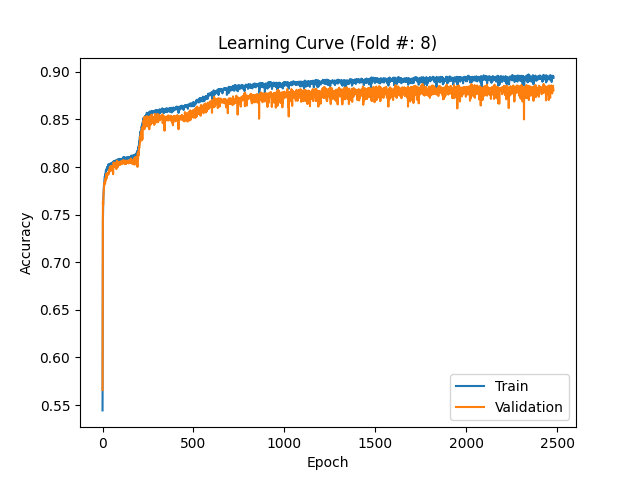 Learning Curve (Fold #: 8)
0.90
0.85
0.80
0.75
0.70
0.65
0.60
0.55
Accuracy
Train
Validation
0 500 1000 1500 2000 2500
Epoch